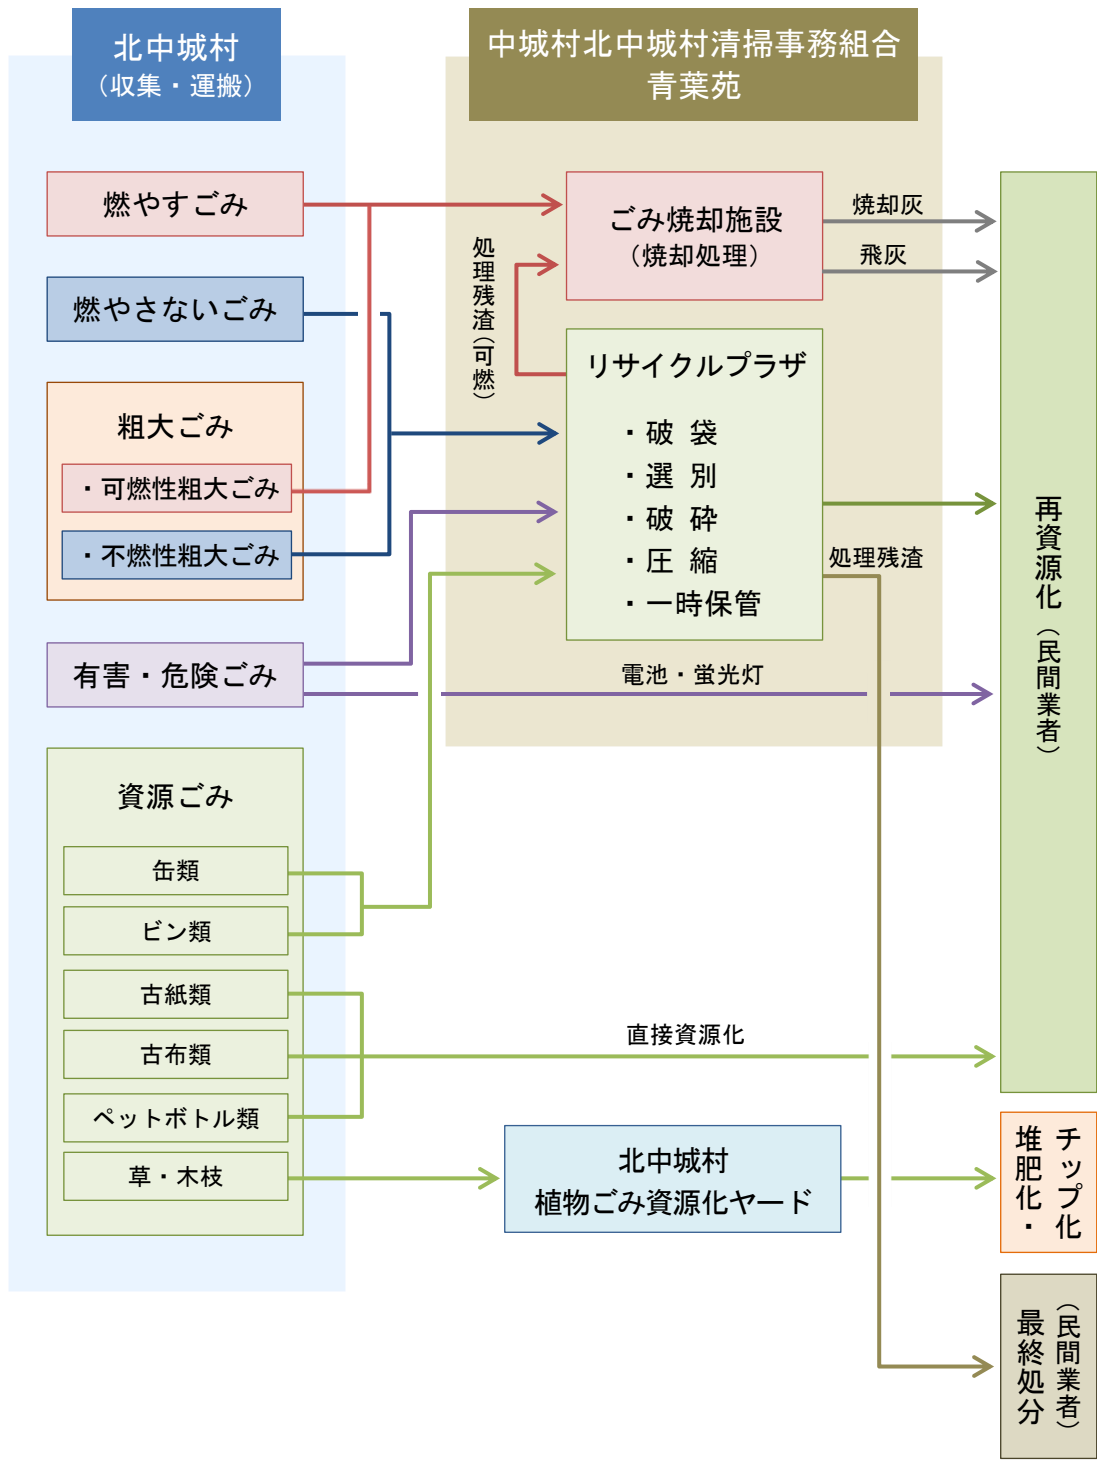 北中城村
（収集・運搬）
中城村北中城村清掃事務組合
青葉苑
燃やすごみ
燃やさないごみ
粗大ごみ
・可燃性粗大ごみ
・不燃性粗大ごみ
有害・危険ごみ
資源ごみ
缶類
ビン類
古紙類
古布類
ペットボトル類
草・木枝
処理残渣（可燃）
ごみ焼却施設
（焼却処理）
リサイクルプラザ
・破 袋
・選 別
・破 砕
・圧 縮
・一時保管
焼却灰
飛灰
処理残渣
電池・蛍光灯
直接資源化
北中城村
植物ごみ資源化ヤード
再資源化（民間業者）
チップ化
堆肥化・
（民間業者）
最終処分